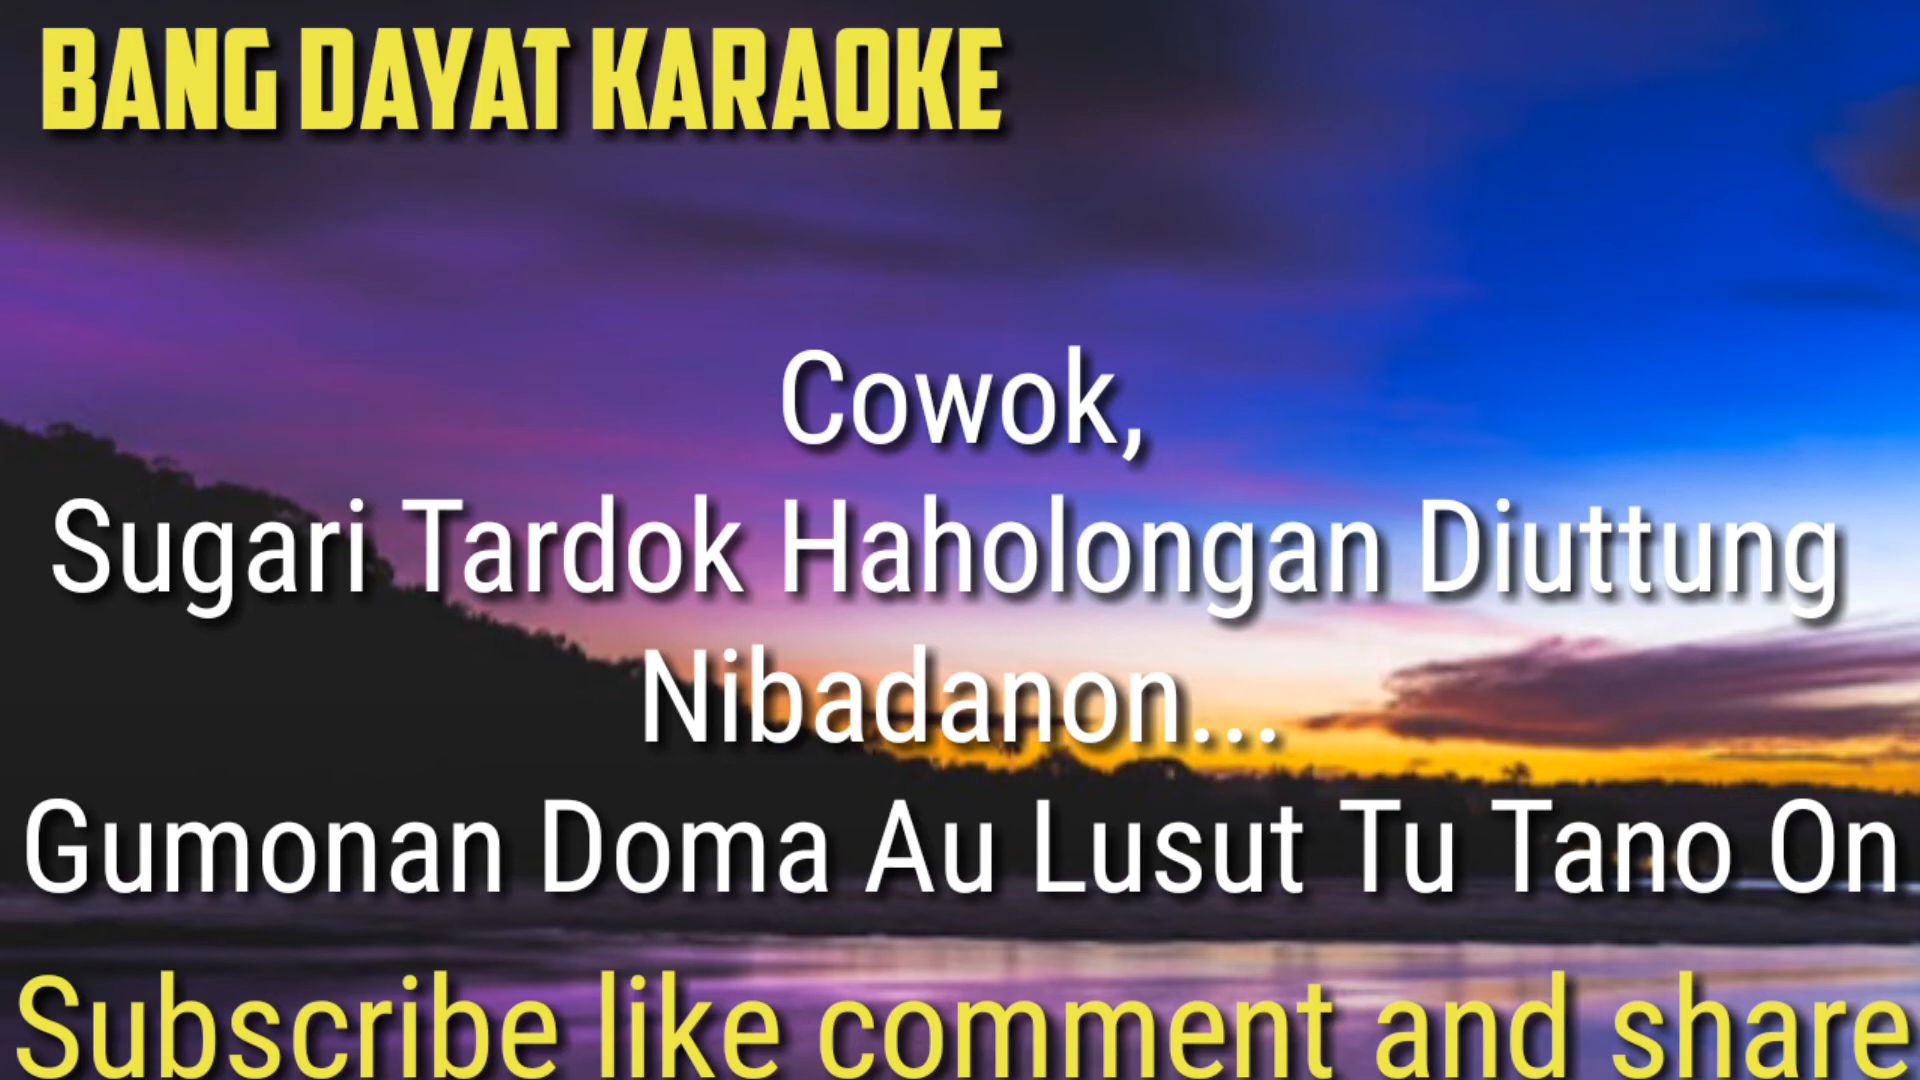 BANG DAYAT KARAOKE
Cowok,
Sugari Tardok Haholongan Diuttung
Nibadanon...
Gumonan Doma Au Lusut Tu Tano On
Subscribe like comment and share